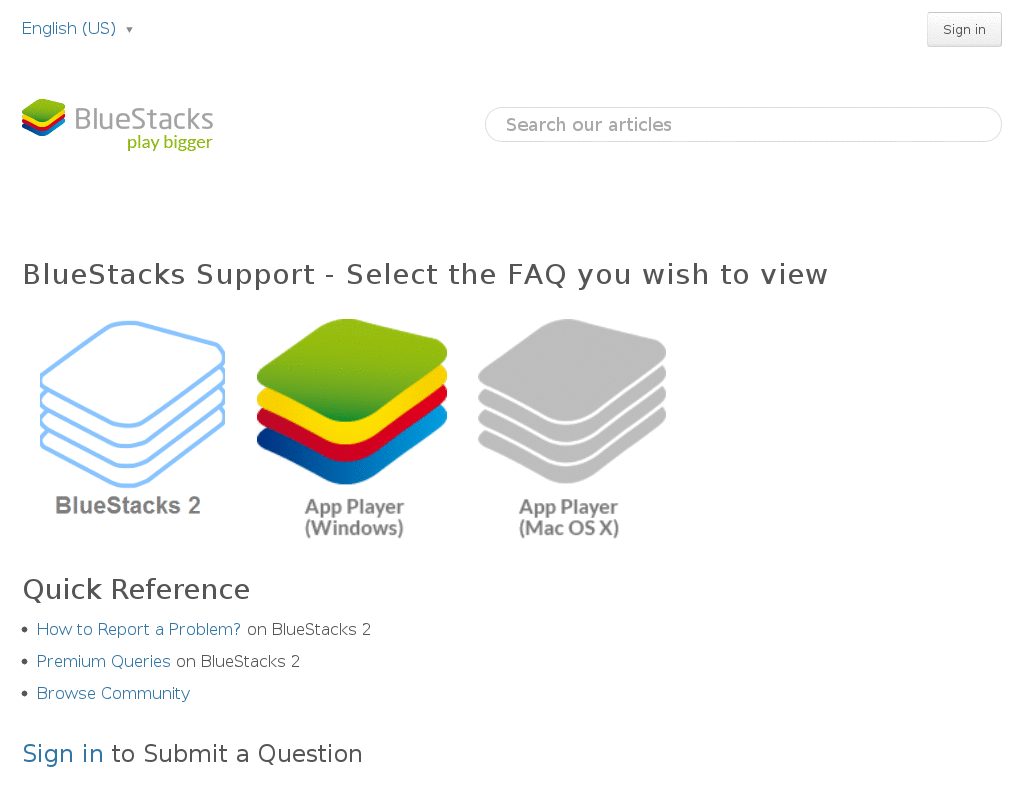 English (US) ▾
Sign in
BlueStacks
play bigger
Search our articles
BlueStacks Support - Select the FAQ you wish to view
BlueStacks 2
App Player
(Windows)
App Player
(Mac OS X)
Quick Reference
• How to Report a Problem? on BlueStacks 2
• Premium Queries on BlueStacks 2
• Browse Community
Sign in to Submit a Question